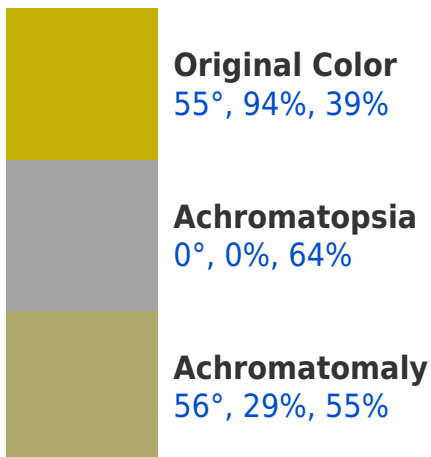 Original Color
55°, 94%, 39%
Achromatopsia
0°, 0%, 64%
Achromatomaly
56°, 29%, 55%